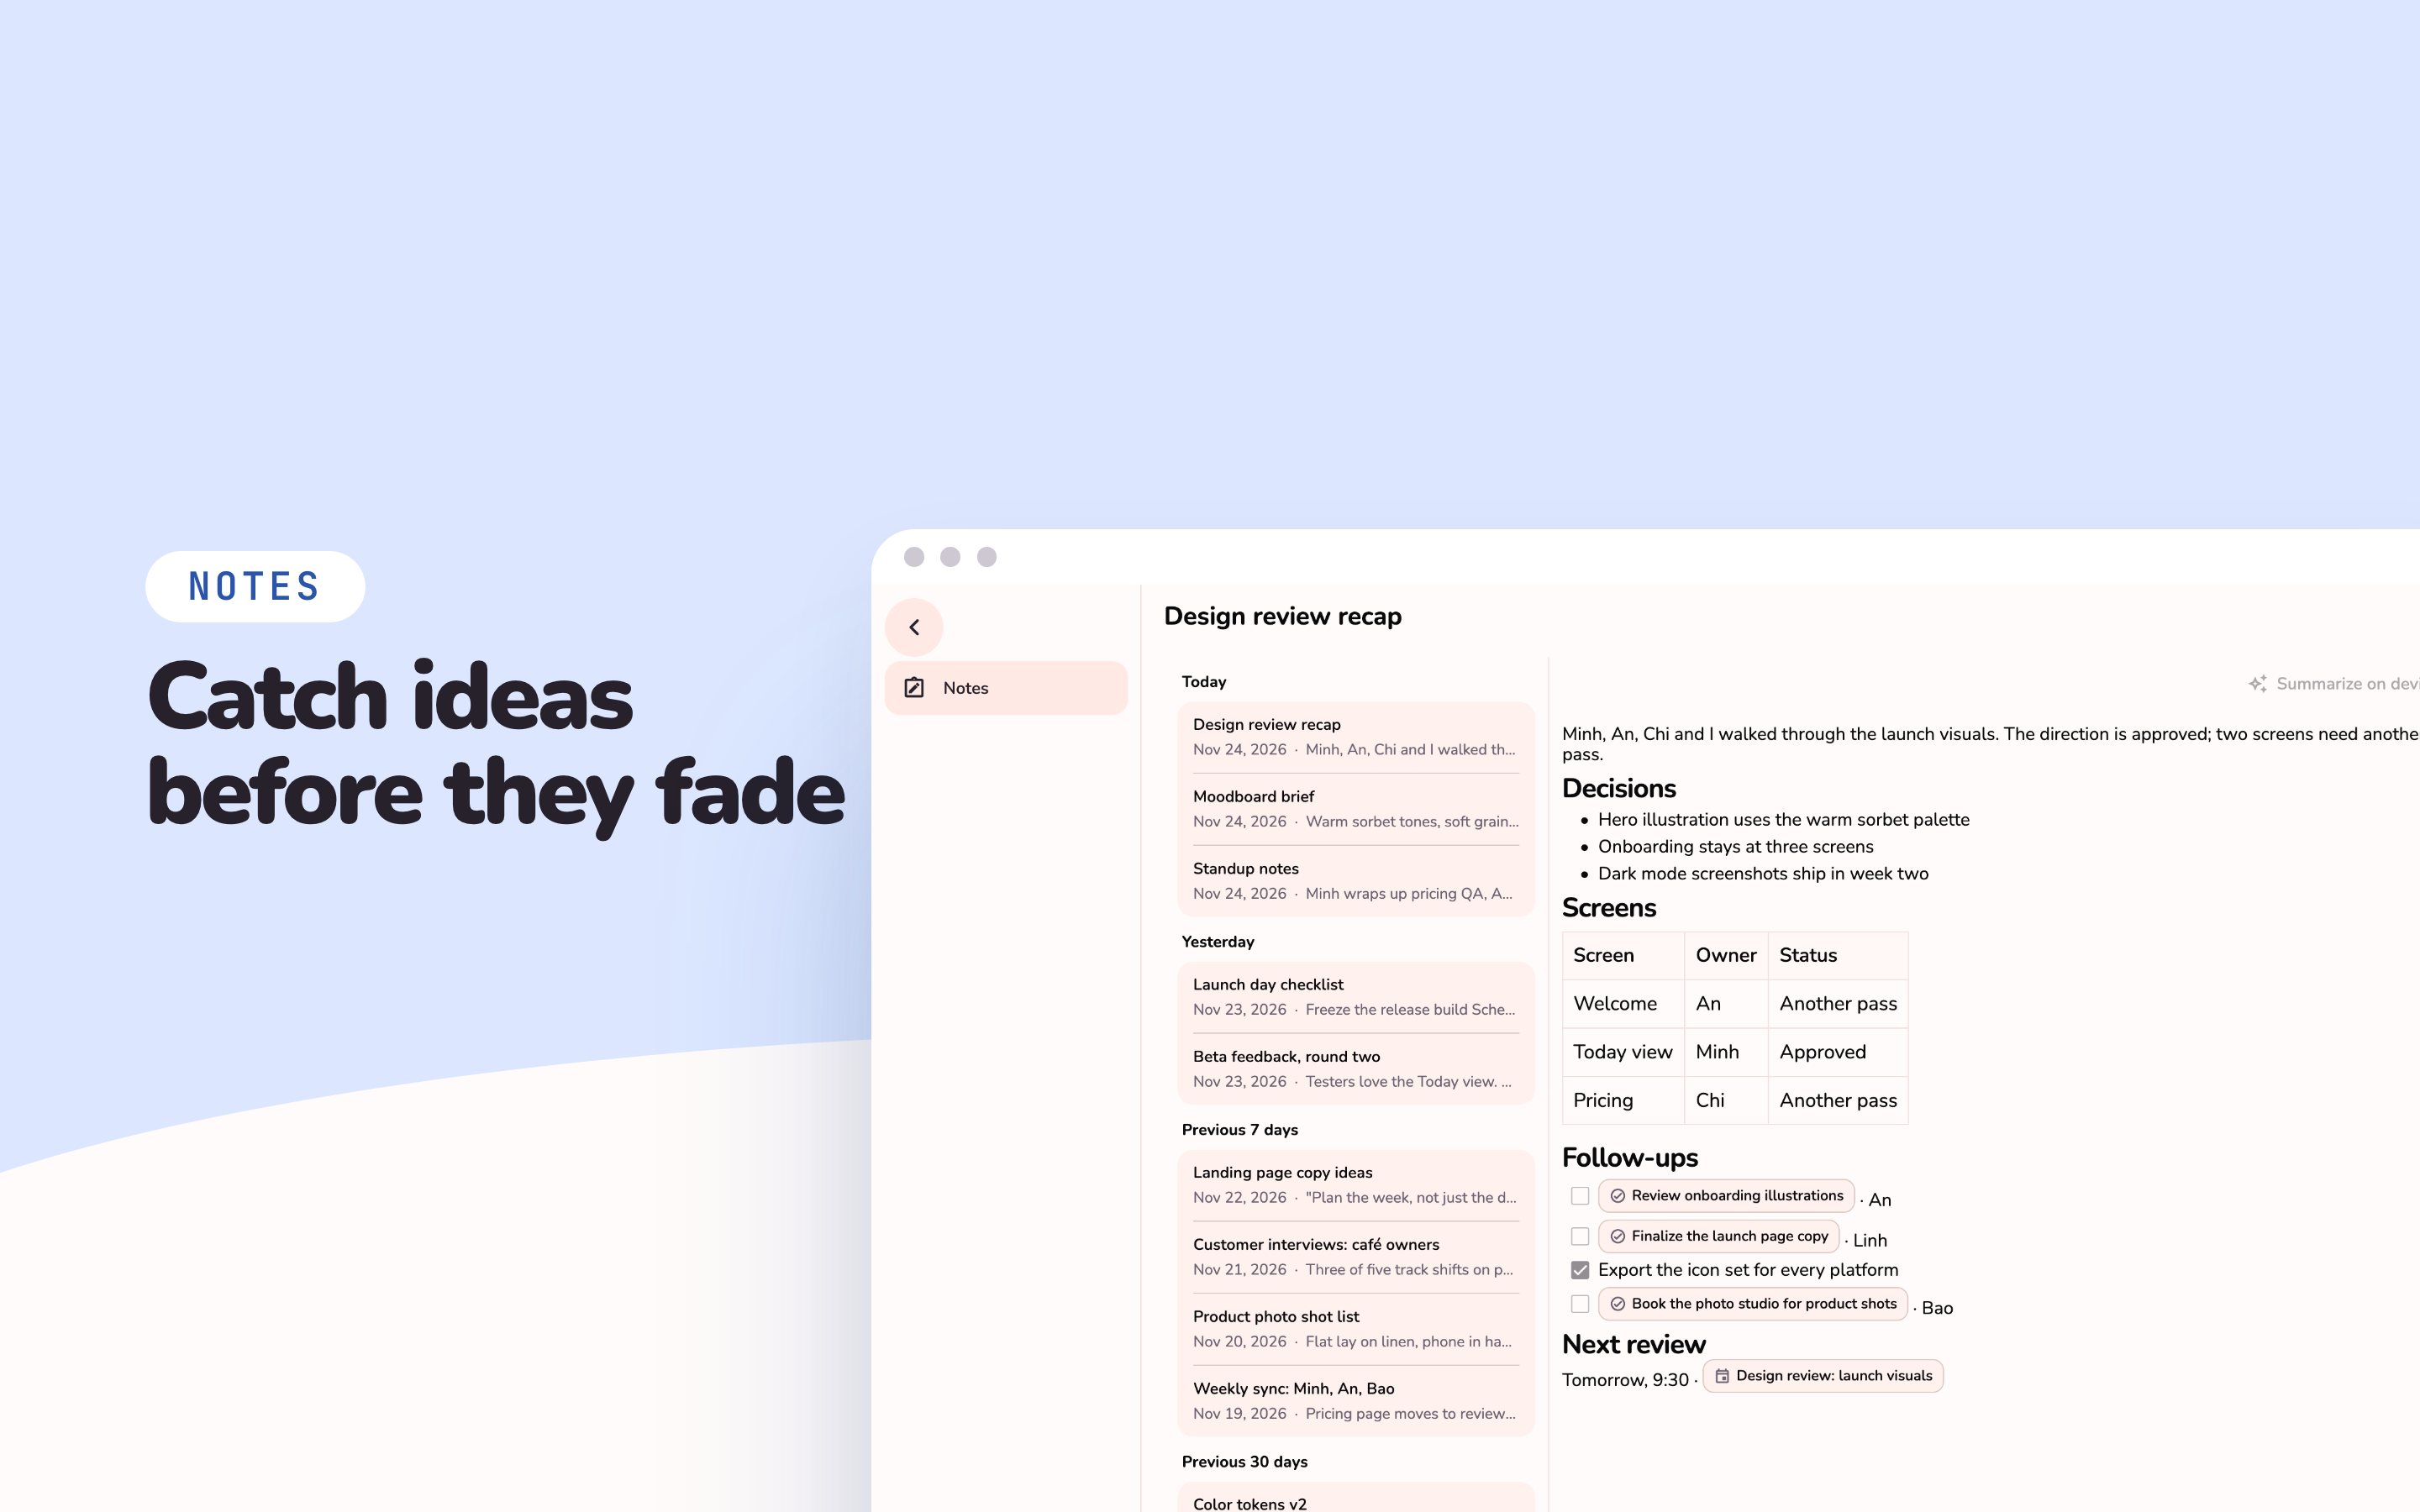 NOTES
Catch ideas
before they fade
Notes
Design review recap
Today
Design review recap
Nov 24, 2026 · Minh, An, Chi and I walked th...
Moodboard brief
Nov 24, 2026 · Warm sorbet tones, soft grain...
Standup notes
Nov 24, 2026 · Minh wraps up pricing QA, A...
Yesterday
Launch day checklist
Nov 23, 2026 · Freeze the release build Sche...
Beta feedback, round two
Nov 23, 2026 · Testers love the Today view. ...
Previous 7 days
Landing page copy ideas
Nov 22, 2026 · "Plan the week, not just the d...
Customer interviews: café owners
Nov 21, 2026 · Three of five track shifts on p...
Product photo shot list
Nov 20, 2026 · Flat lay on linen, phone in ha...
Weekly sync: Minh, An, Bao
Nov 19, 2026 · Pricing page moves to review...
Previous 30 days
Color tokens v2
Summarize on devi
Minh, An, Chi and I walked through the launch visuals. The direction is approved; two screens need anothe
pass.
Decisions
• Hero illustration uses the warm sorbet palette
• Onboarding stays at three screens
• Dark mode screenshots ship in week two
Screens
Screen Owner Status
Welcome An Another pass
Today view Minh Approved
Pricing Chi Another pass
Follow-ups
Review onboarding illustrations · An
Finalize the launch page copy · Linh
Export the icon set for every platform
Book the photo studio for product shots · Bao
Next review
Tomorrow, 9:30 · Design review: launch visuals